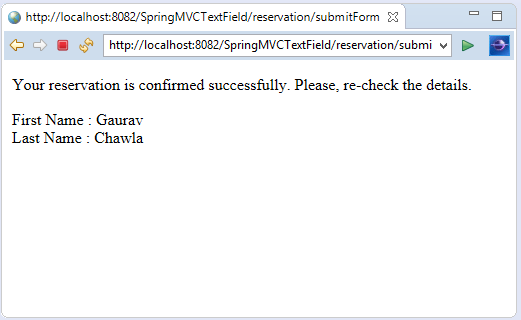 http://localhost:8082/SpringMVCTextField/reservation/submitForm
http://localhost:8082/SpringMVCTextField/reservation/submi
Your reservation is confirmed successfully. Please, re-check the details.
First Name : Gaurav
Last Name : Chawla